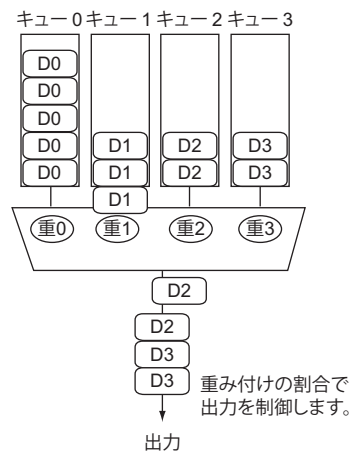 キュー 0 キュー 1 キュー 2 キュー 3
D0
D0
D0
D0 D1 D2 D3
D0 D1 D2 D3
D1
重0 重1 重2 重3
D2
D2
D3
D3
重み付けの割合で
出力を制御します。
出力